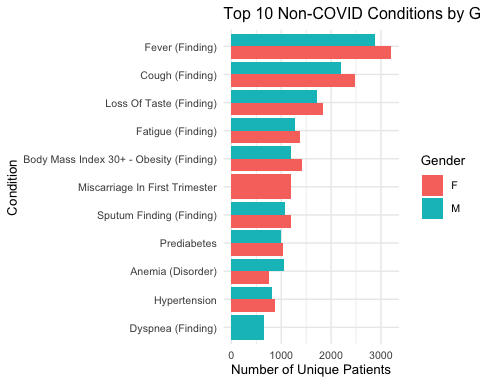 Top 10 Non-COVID Conditions by G
Fever (Finding)
Cough (Finding)
Loss Of Taste (Finding)
Fatigue (Finding)
Body Mass Index 30+ - Obesity (Finding)
Miscarriage In First Trimester
Sputum Finding (Finding)
Prediabetes
Anemia (Disorder)
Hypertension
Dyspnea (Finding)
Condition
0 1000 2000 3000
Number of Unique Patients
Gender
F
M